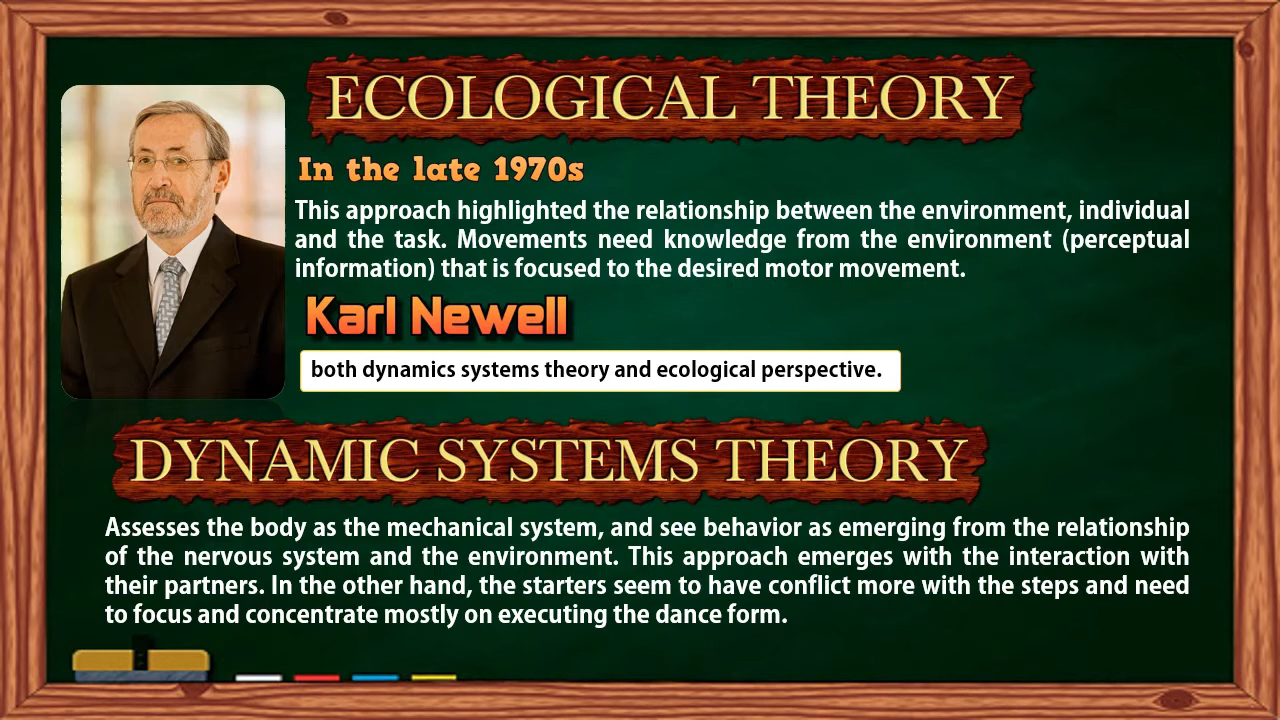 ECOLOGICAL THEORY
In the late 1970s
This approach highlighted the relationship between the environment, individual
and the task. Movements need knowledge from the environment (perceptual
information) that is focused to the desired motor movement.
Karl Newell
both dynamics systems theory and ecological perspective.
DYNAMIC SYSTEMS THEORY
Assesses the body as the mechanical system, and see behavior as emerging from the relationship
of the nervous system and the environment. This approach emerges with the interaction with
their partners. In the other hand, the starters seem to have conflict more with the steps and need
to focus and concentrate mostly on executing the dance form.